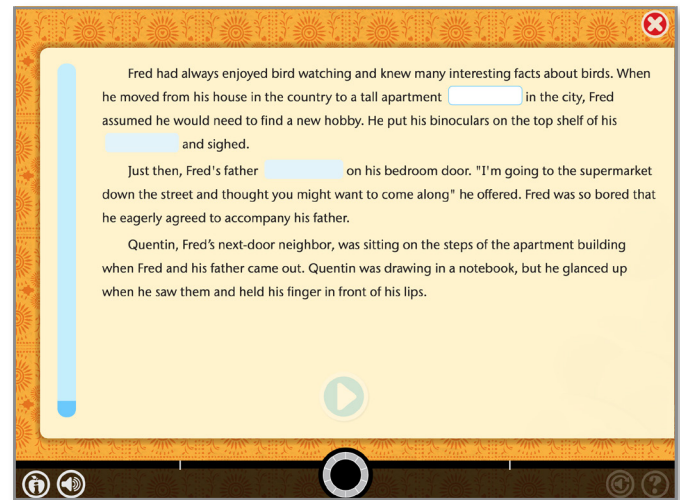 Fred had always enjoyed bird watching and knew many interesting facts about birds. When
he moved from his house in the country to a tall apartment in the city, Fred
assumed he would need to find a new hobby. He put his binoculars on the top shelf of his
and sighed.
Just then, Fred's father on his bedroom door. "I'm going to the supermarket
down the street and thought you might want to come along" he offered. Fred was so bored that
he eagerly agreed to accompany his father.
Quentin, Fred's next-door neighbor, was sitting on the steps of the apartment building
when Fred and his father came out. Quentin was drawing in a notebook, but he glanced up
when he saw them and held his finger in front of his lips.